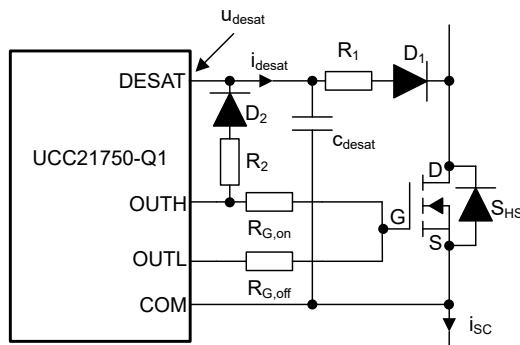 u_desat
DESAT
i_desat
R_1
D_1
D_2
c_desat
UCC21750-Q1
R_2
D
OUTH
G
S_HS
R_G,on
S
OUTL
R_G,off
COM
i_SC